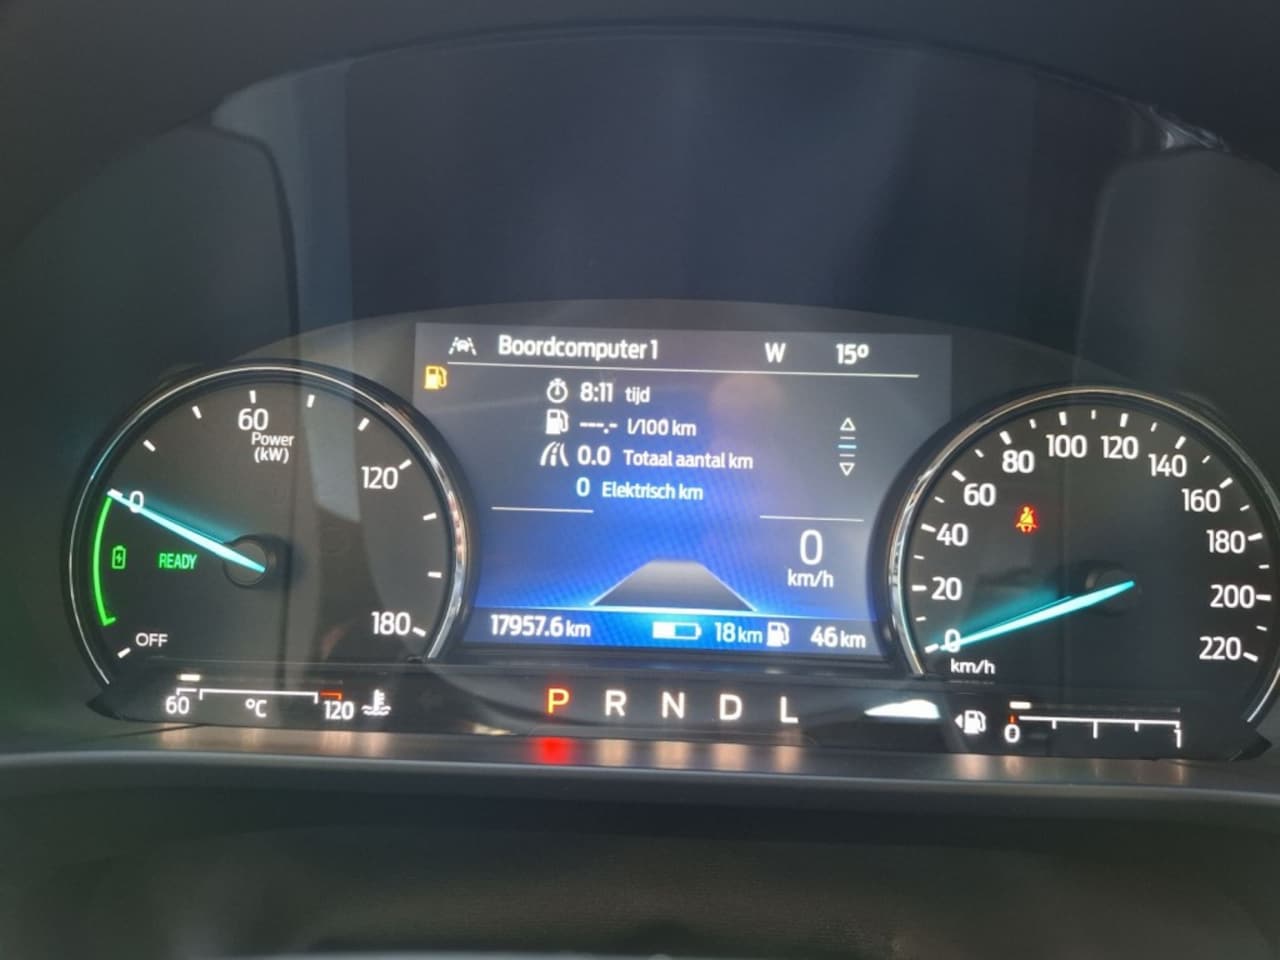 Boordcomputer 1 W 15º
8:11 tijd
---.- l/100 km
0.0 Totaal aantal km
0 Elektrisch km
0
km/h
17957.6 km 18 km 46 km
60
Power
(kW)
120
0
READY
OFF
180
100 120
80 140
60 160
40 180
20 200
0 220
km/h
60 °C 120
P R N D L
0 1